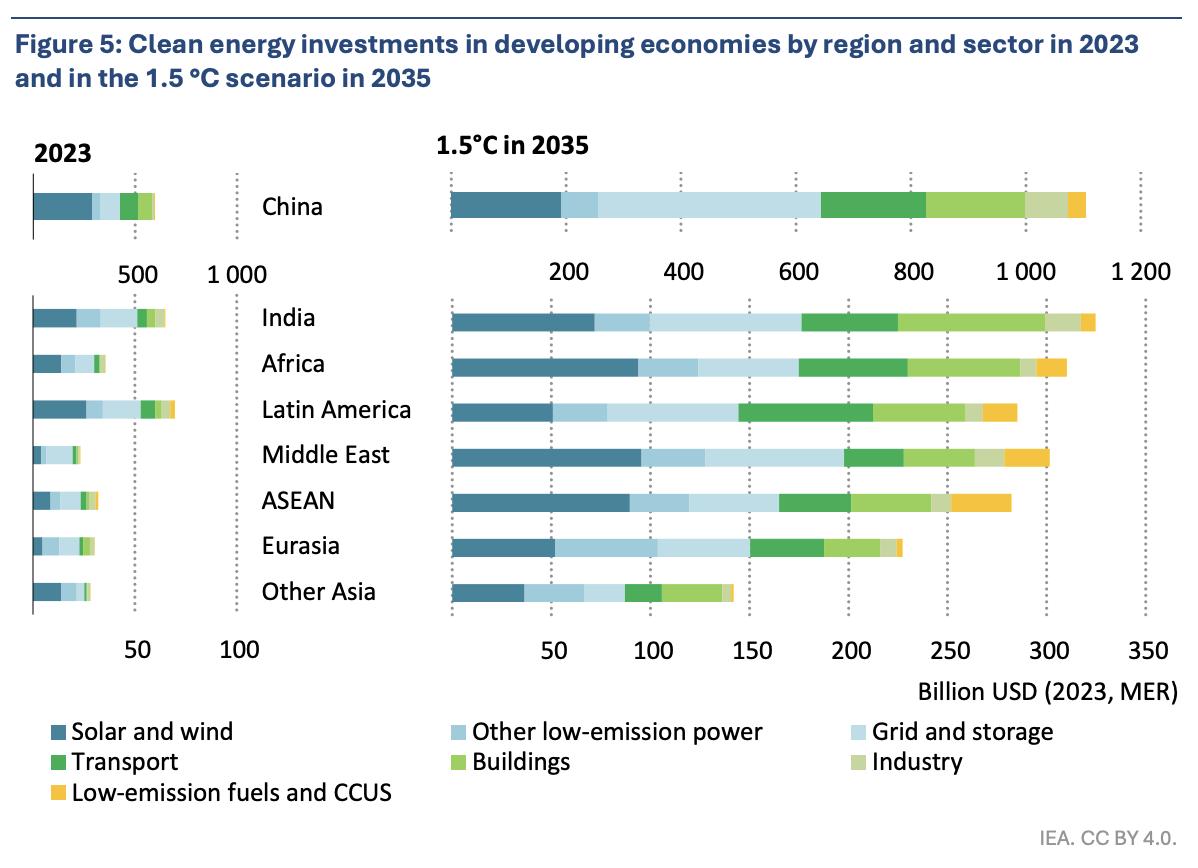 Figure 5: Clean energy investments in developing economies by region and sector in 2023
and in the 1.5 °C scenario in 2035
2023
1.5°C in 2035
China
500
1 000
200
400
600
800
1 000
1 200
India
Africa
Latin America
Middle East
ASEAN
Eurasia
Other Asia
50
100
50
100
150
200
250
300
350
Billion USD (2023, MER)
Solar and wind
Other low-emission power
Grid and storage
Transport
Buildings
Industry
Low-emission fuels and CCUS
IEA. CC BY 4.0.